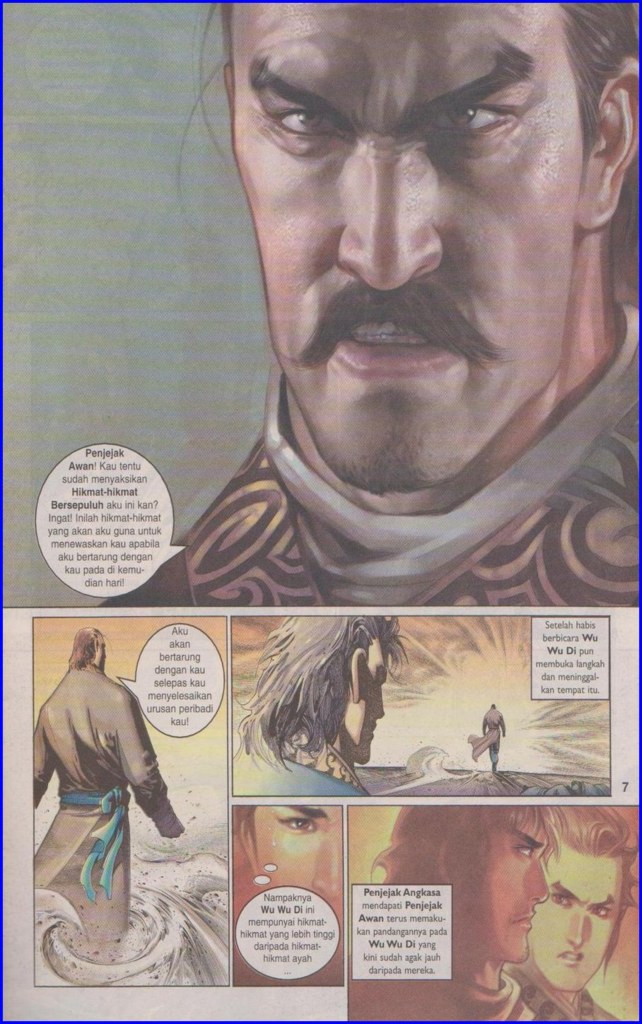 Penjejak
Awan! Kau tentu
sudah menyaksikan
Hikmat-hikmat
Bersepuluh aku ini kan?
Ingat! Inilah hikmat-hikmat
yang akan aku guna untuk
menewaskan kau apabila
aku bertarung dengan
kau pada di kemu-
dian hari!
Aku
akan
bertarung
dengan kau
selepas kau
menyelesaikan
urusan peribadi
kau!
Setelah habis
berbicara Wu
Wu Di pun
membuka langkah
dan meninggal-
kan tempat itu.
7
Nampaknya
Wu Wu Di ini
mempunyai hikmat-
hikmat yang lebih tinggi
daripada hikmat-
hikmat ayah
...
Penjejak Angkasa
mendapati Penjejak
Awan terus memaku-
kan pandangannya pada
Wu Wu Di yang
kini sudah agak jauh
daripada mereka.